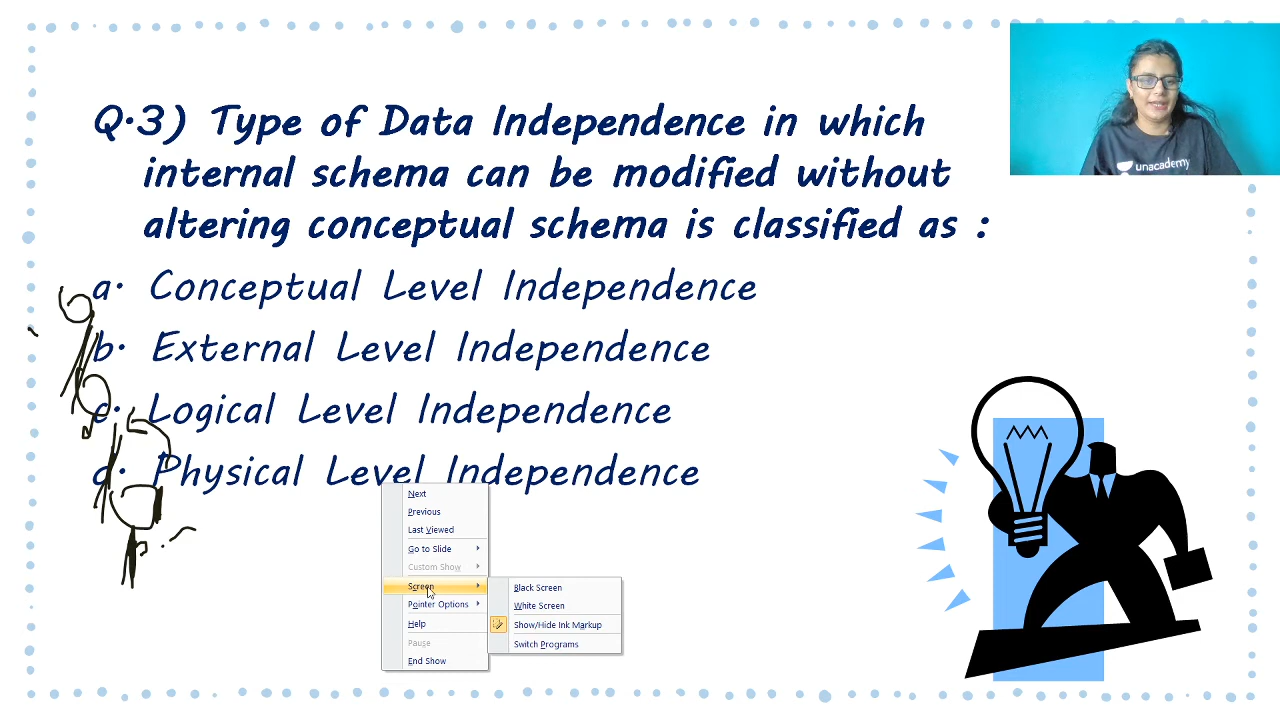 Q.3) Type of Data Independence in which
internal schema can be modified without
altering conceptual schema is classified as :
a. Conceptual Level Independence
b. External Level Independence
c. Logical Level Independence
d. Physical Level Independence
unacademy
Next
Previous
Last Viewed
Go to Slide
Custom Show
Screen
Pointer Options
Help
Pause
End Show
Black Screen
White Screen
Show/Hide Ink Markup
Switch Programs